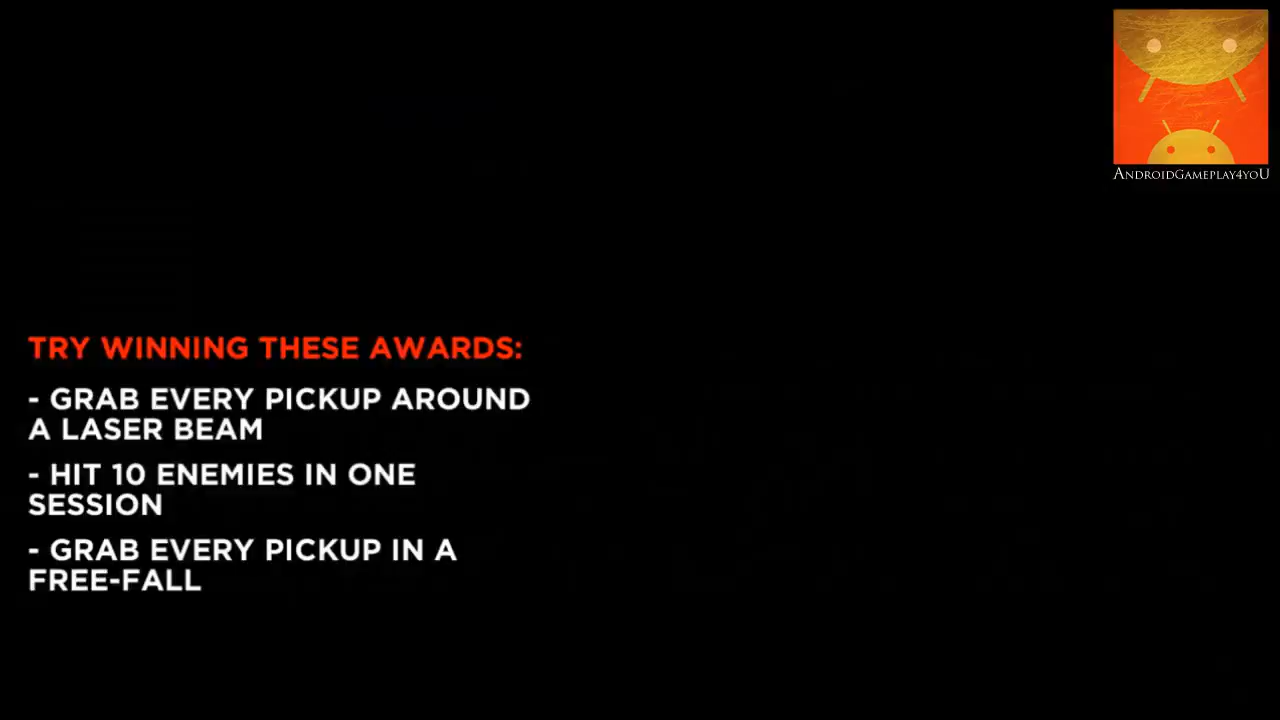 AndroidGameplay4yoU
TRY WINNING THESE AWARDS:
- GRAB EVERY PICKUP AROUND
A LASER BEAM
- HIT 10 ENEMIES IN ONE
SESSION
- GRAB EVERY PICKUP IN A
FREE-FALL